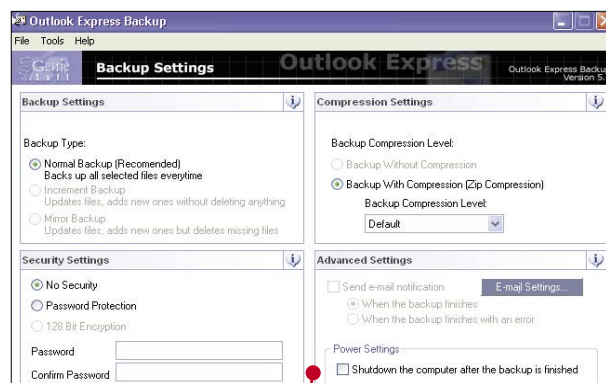 Outlook Express Backup
File Tools Help
Genie
Backup Settings
Outlook Express
Outlook Express Backu
Version 5.
Backup Settings
Backup Type:
Normal Backup (Recomended)
Backs up all selected files everytime
Increment Backup
Updates files, adds new ones without deleting anything
Mirror Backup
Updates files, adds new ones but deletes missing files
Compression Settings
Backup Compression Level:
Backup Without Compression
Backup With Compression (Zip Compression)
Backup Compression Level:
Default
Security Settings
No Security
Password Protection
128 Bit Encryption
Password
Confirm Password
Advanced Settings
Send e-mail notification
E-mail Settings...
When the backup finishes
When the backup finishes with an error
Power Settings
Shutdown the computer after the backup is finished